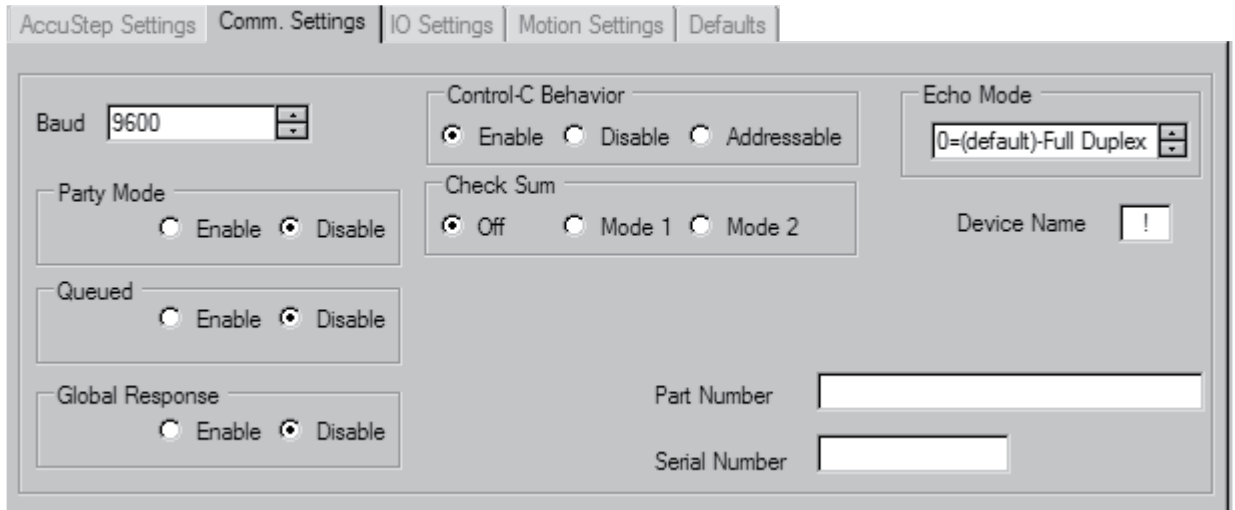 AccuStep Settings Comm. Settings IO Settings Motion Settings Defaults
Baud 9600
Control-C Behavior
Enable Disable Addressable
Echo Mode
0=(default)-Full Duplex
Party Mode
Enable Disable
Check Sum
Off Mode 1 Mode 2
Device Name !
Queued
Enable Disable
Global Response
Enable Disable
Part Number
Serial Number